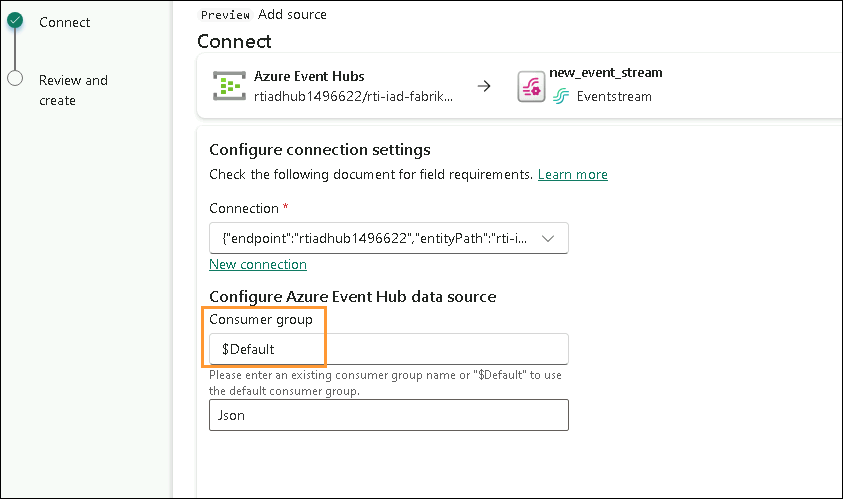 Connect
Review and
create
Preview Add source
Connect
Azure Event Hubs
rtiadhub1496622/rti-iad-fabrik...
new_event_stream
Eventstream
Configure connection settings
Check the following document for field requirements. Learn more
Connection *
{"endpoint":"rtiadhub1496622","entityPath":"rti-i...
New connection
Configure Azure Event Hub data source
Consumer group
$Default
Please enter an existing consumer group name or "$Default" to use
the default consumer group.
Json